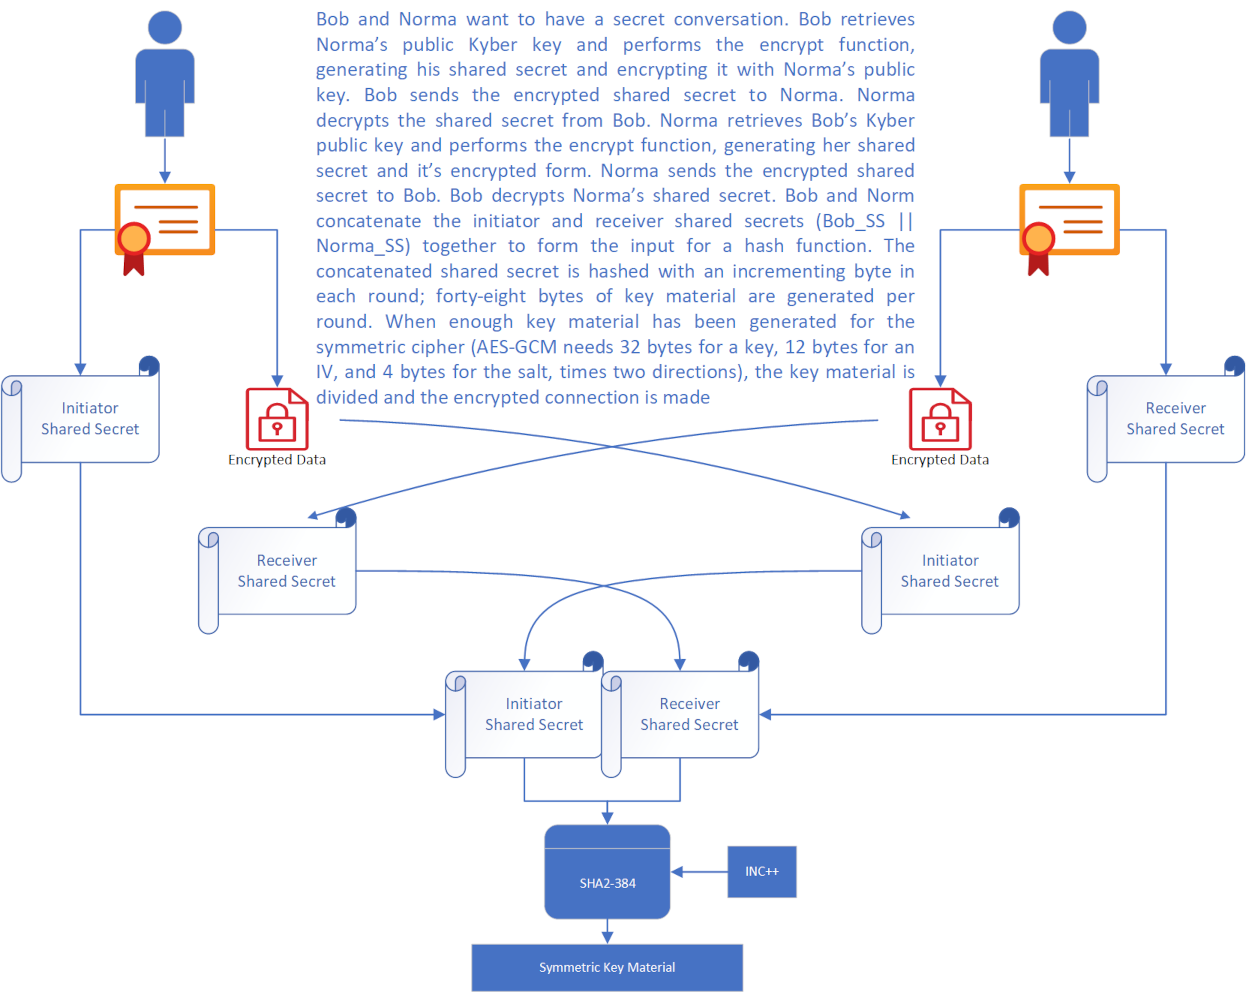 Bob and Norma want to have a secret conversation. Bob retrieves
Norma’s public Kyber key and performs the encrypt function,
generating his shared secret and encrypting it with Norma’s public
key. Bob sends the encrypted shared secret to Norma. Norma
decrypts the shared secret from Bob. Norma retrieves Bob’s Kyber
public key and performs the encrypt function, generating her shared
secret and it’s encrypted form. Norma sends the encrypted shared
secret to Bob. Bob decrypts Norma’s shared secret. Bob and Norm
concatenate the initiator and receiver shared secrets (Bob_SS ||
Norma_SS) together to form the input for a hash function. The
concatenated shared secret is hashed with an incrementing byte in
each round; forty-eight bytes of key material are generated per
round. When enough key material has been generated for the
symmetric cipher (AES-GCM needs 32 bytes for a key, 12 bytes for an
IV, and 4 bytes for the salt, times two directions), the key material is
divided and the encrypted connection is made
Initiator
Shared Secret
Encrypted Data
Encrypted Data
Receiver
Shared Secret
Receiver
Shared Secret
Initiator
Shared Secret
Initiator
Shared Secret
Receiver
Shared Secret
SHA2-384
INC++
Symmetric Key Material